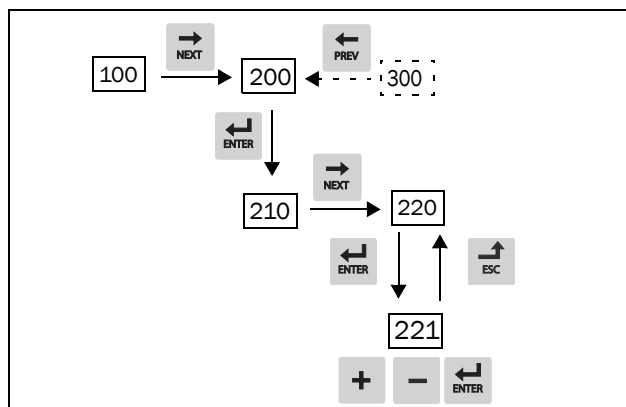 NEXT
PREV
100
200
300
ENTER
NEXT
210
220
ENTER
ESC
221
+ − ENTER